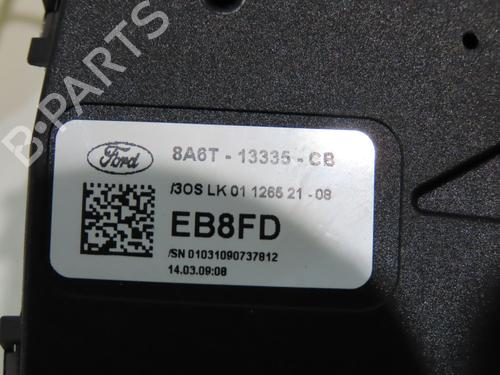 B-PARTS
Ford
8A6T - 13335 - CB
/3OS LK 01 1265 21 - 08
EB8FD
/SN 01031090737812
14.03.09:08